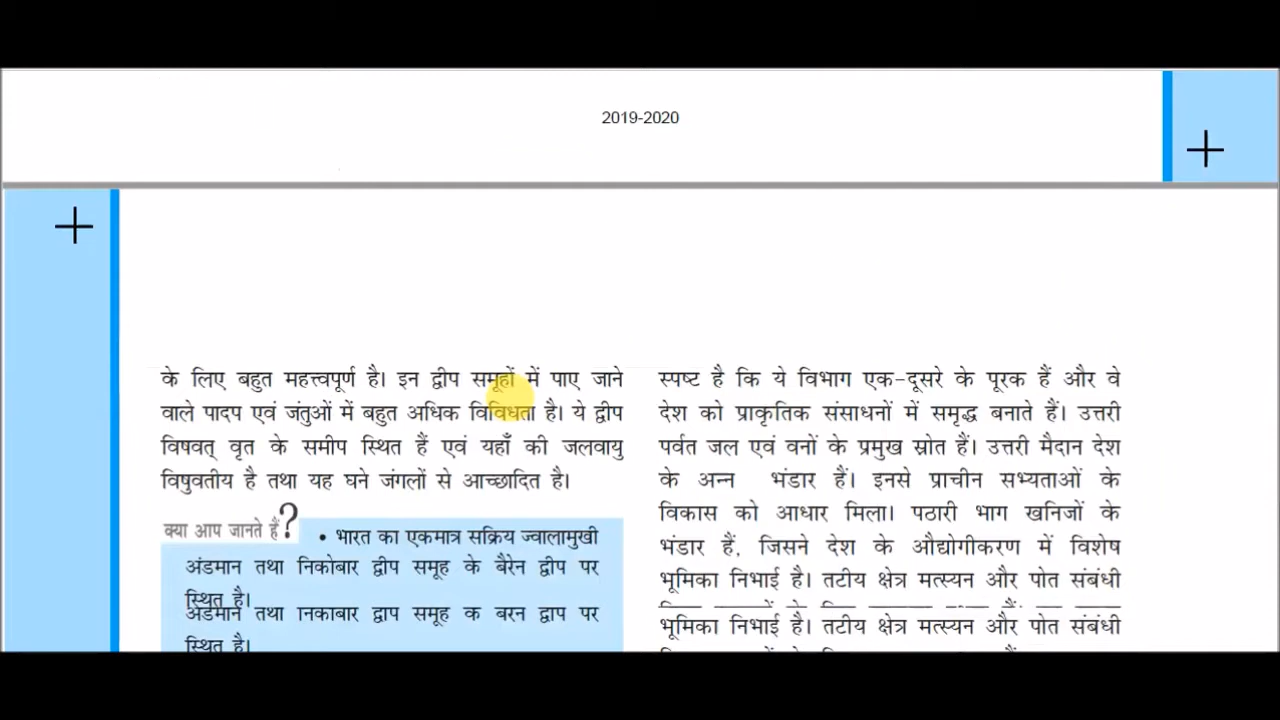 2019-2020
के लिए बहुत महत्त्वपूर्ण है। इन द्वीप समूहों में पाए जाने
वाले पादप एवं जंतुओं में बहुत अधिक विविधता है। ये द्वीप
विषवत् वृत के समीप स्थित हैं एवं यहाँ की जलवायु
विषुवतीय है तथा यह घने जंगलों से आच्छादित है।
क्या आप जानते हैं?
• भारत का एकमात्र सक्रिय ज्वालामुखी
अंडमान तथा निकोबार द्वीप समूह के बैरेन द्वीप पर
स्थित है।
अडमान तथा निकाबार द्वाप समूह क बरन द्वाप पर
स्थित है।
स्पष्ट है कि ये विभाग एक-दूसरे के पूरक हैं और वे
देश को प्राकृतिक संसाधनों में समृद्ध बनाते हैं। उत्तरी
पर्वत जल एवं वनों के प्रमुख स्रोत हैं। उत्तरी मैदान देश
के अन्न भंडार हैं। इनसे प्राचीन सभ्यताओं के
विकास को आधार मिला। पठारी भाग खनिजों के
भंडार हैं, जिसने देश के औद्योगीकरण में विशेष
भूमिका निभाई है। तटीय क्षेत्र मत्स्यन और पोत संबंधी
भूमिका निभाई है। तटीय क्षेत्र मत्स्यन और पोत संबंधी